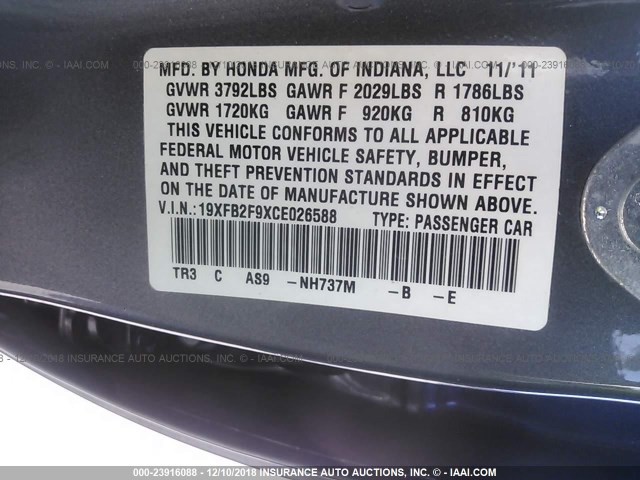 MFD. BY HONDA MFG. OF INDIANA, LLC 11/ 11
GVWR 3792LBS GAWR F 2029LBS R 1786LBS
GVWR 1720KG GAWR F 920KG R 810KG
THIS VEHICLE CONFORMS TO ALL APPLICABLE
FEDERAL MOTOR VEHICLE SAFETY, BUMPER,
AND THEFT PREVENTION STANDARDS IN EFFECT
ON THE DATE OF MANUFACTURE SHOWN ABOVE.
V.I.N.: 19XFB2F9XCE026588 TYPE: PASSENGER CAR
TR3 C AS9 -NH737M -B -E
000-23916088 - 12/10/2018 INSURANCE AUTO AUCTIONS - © - IAAI.COM